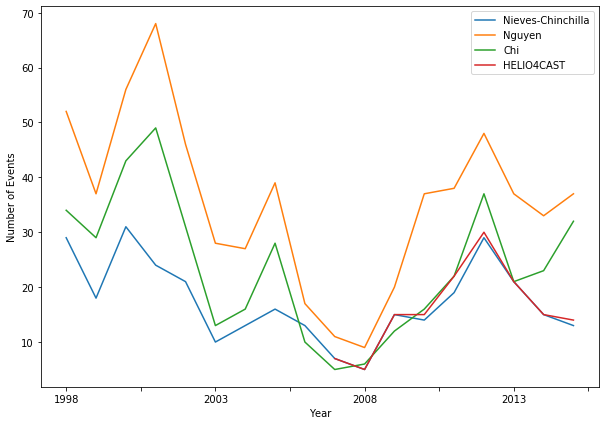 70
60
50
40
30
20
10
Number of Events
1998
2003
2008
2013
Year
Nieves-Chinchilla
Nguyen
Chi
HELIO4CAST